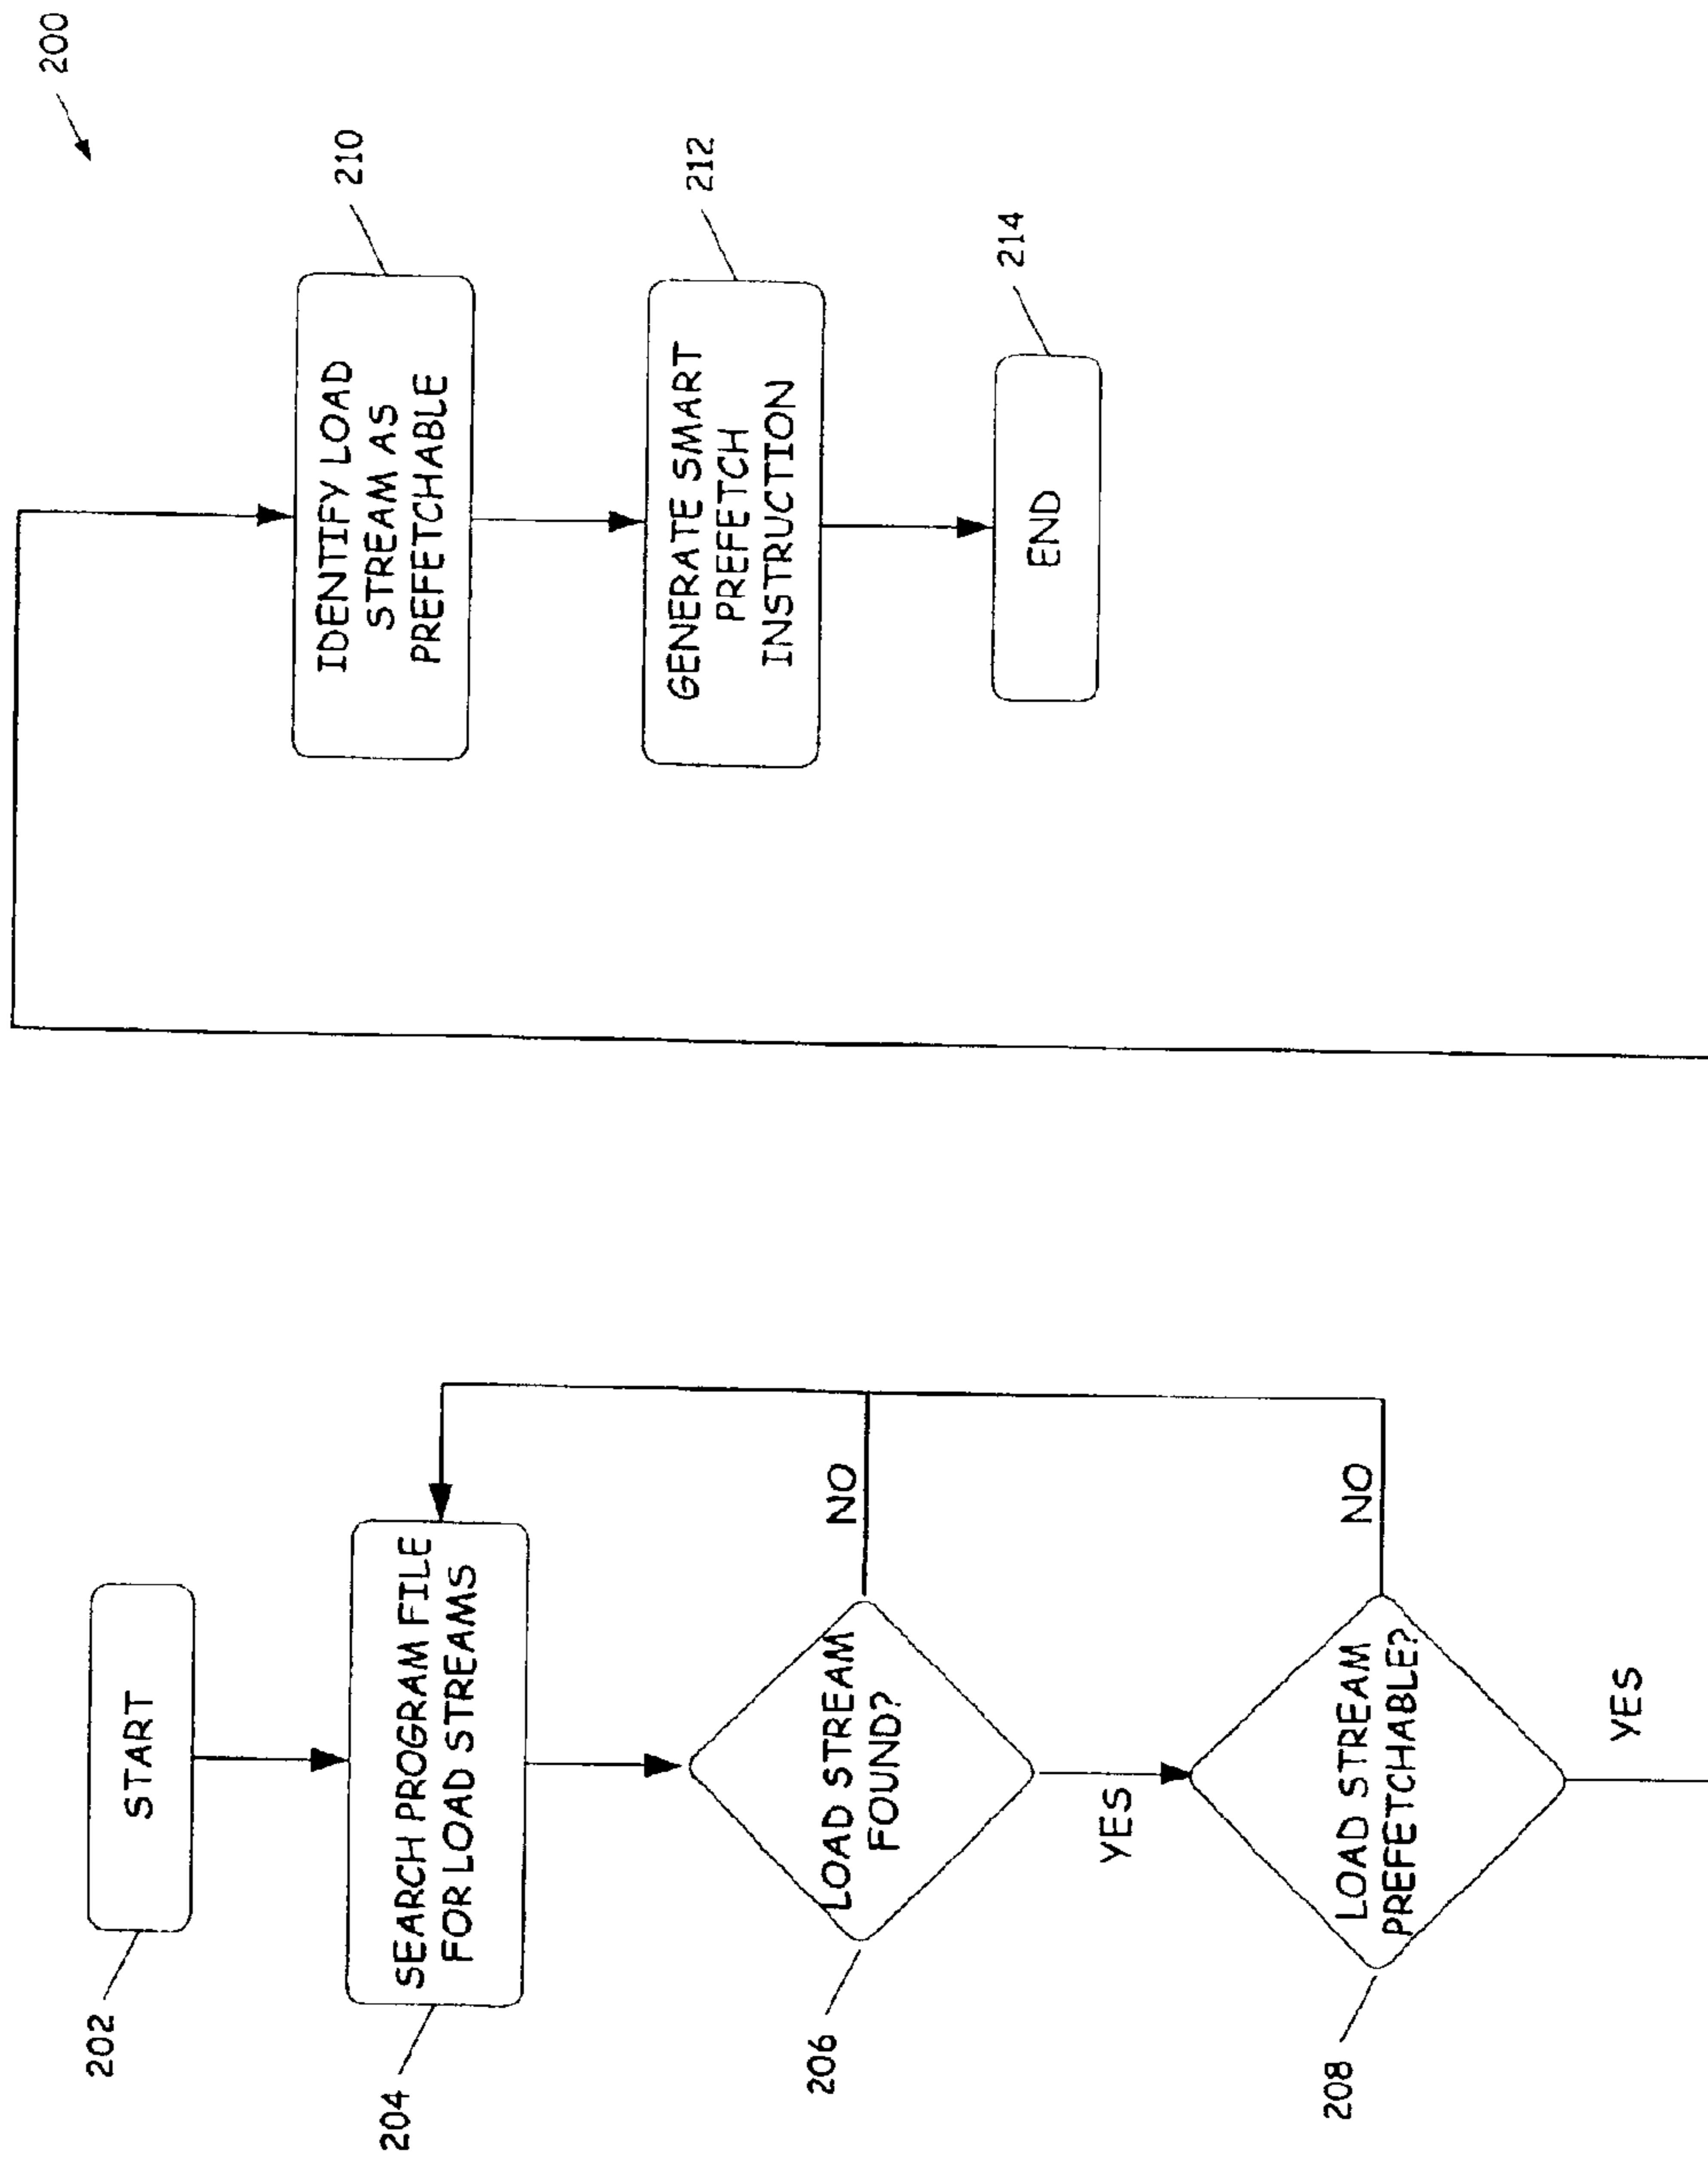 200
202
START
204
SEARCH PROGRAM FILE
FOR LOAD STREAMS
206
LOAD STREAM
FOUND?
NO
YES
208
LOAD STREAM
PREFETCHABLE?
NO
YES
210
IDENTIFY LOAD
STREAM AS
PREFETCHABLE
212
GENERATE SMART
PREFETCH
INSTRUCTION
214
END